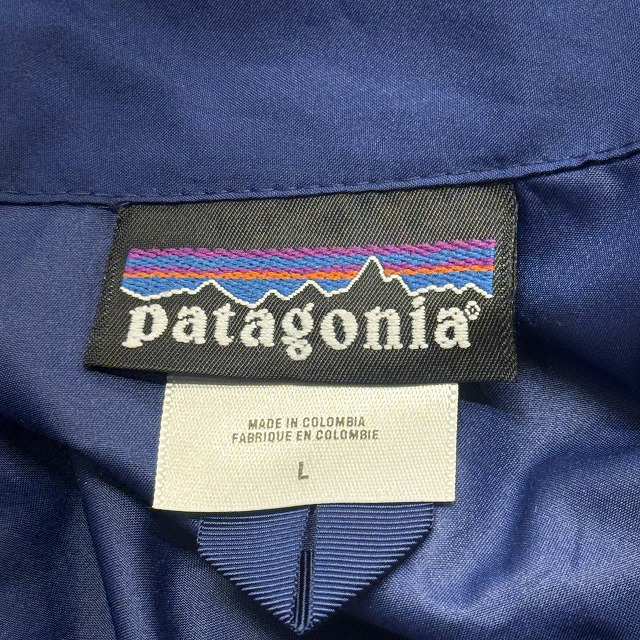 patagonia®
MADE IN COLOMBIA
FABRIQUE EN COLOMBIE
L